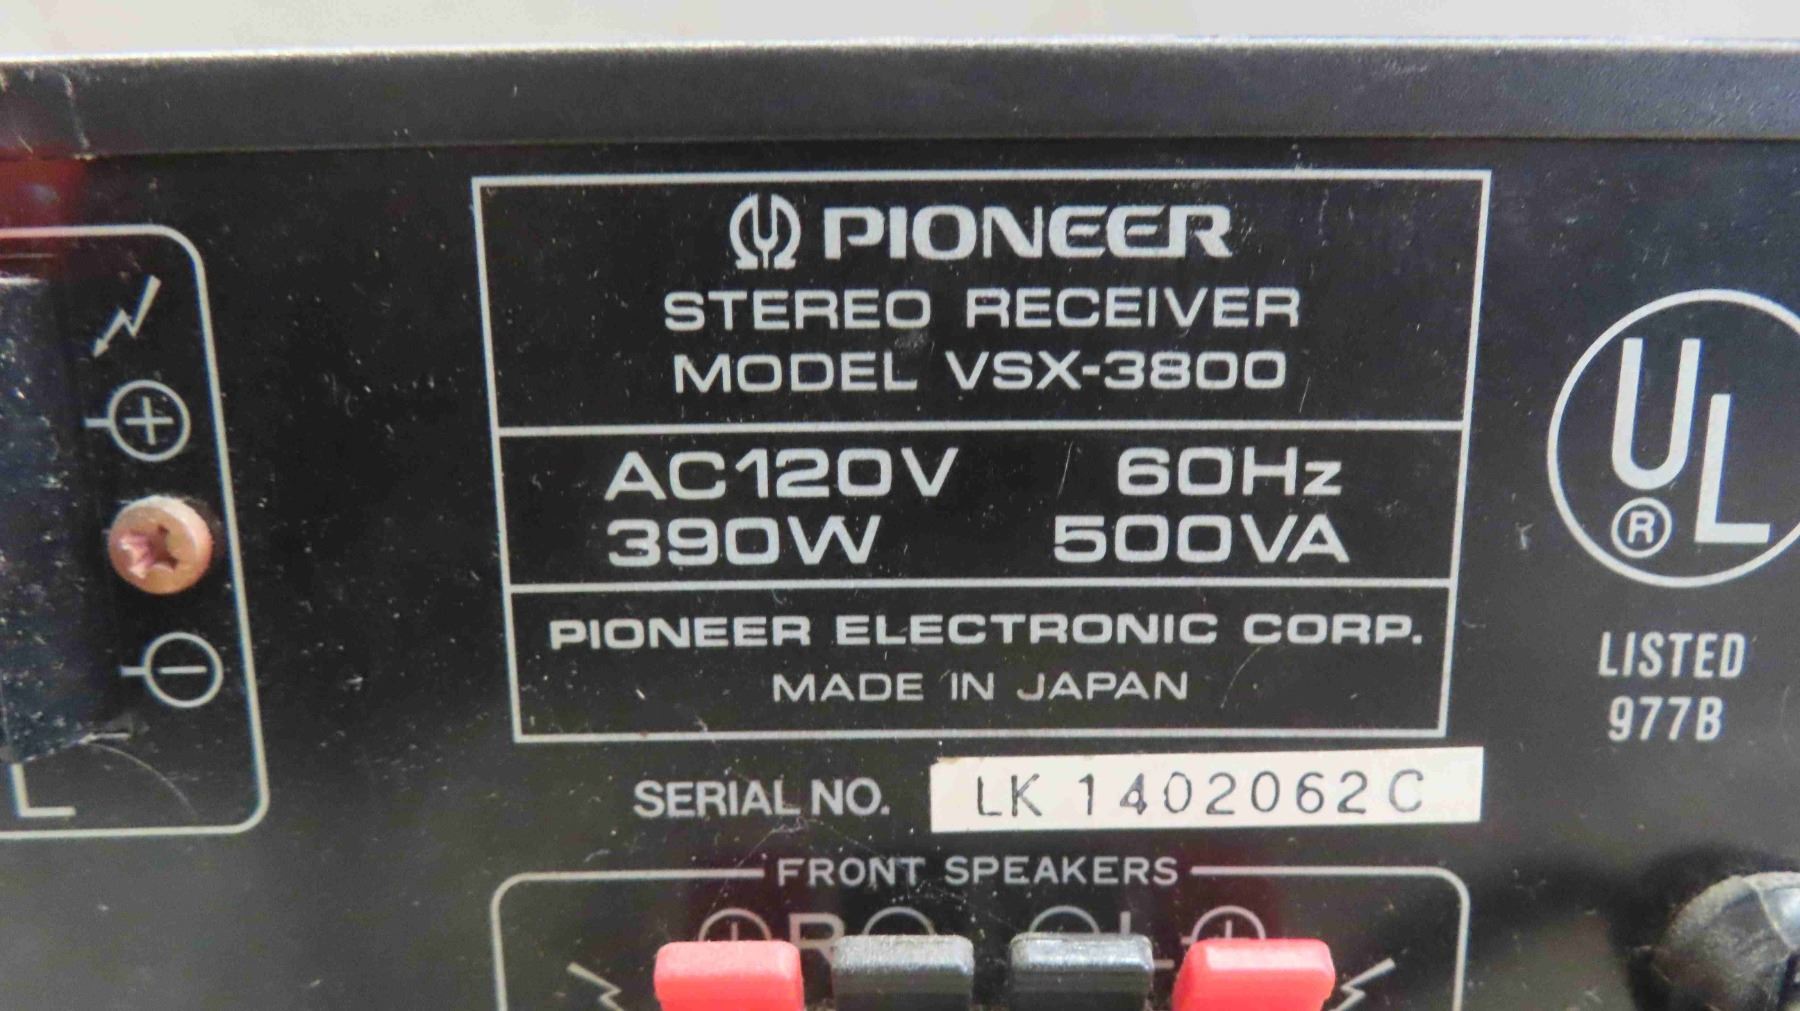 PIONEER
STEREO RECEIVER
MODEL VSX-3800
AC120V 60Hz
390W 500VA
PIONEER ELECTRONIC CORP.
MADE IN JAPAN
UL
®
LISTED
977B
L
SERIAL NO. LK 1402062C
FRONT SPEAKERS
R L